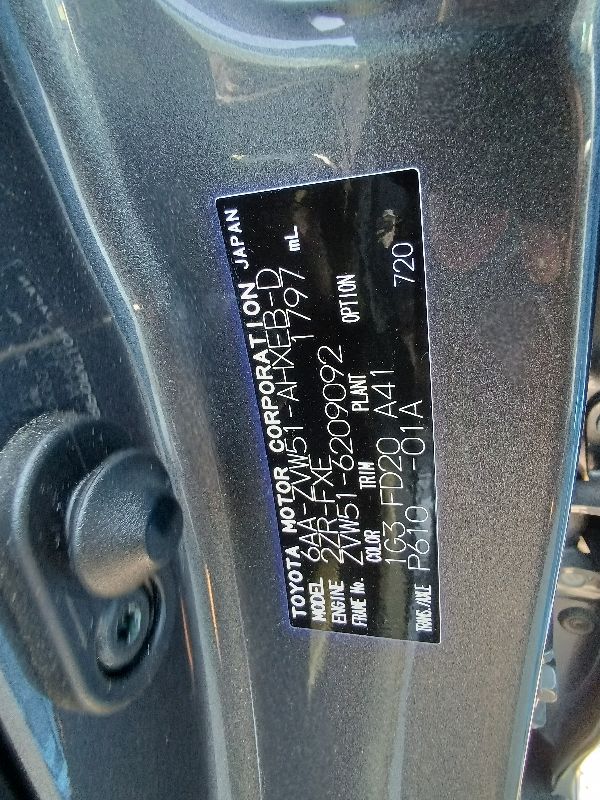 TOYOTA MOTOR CORPORATION JAPAN
MODEL 6AA-ZVW51-AHXEB-D
ENGINE 2ZR-FXE 1797 mL
FRAME No. ZVW51-6209092
COLOR TRIM PLANT OPTION
1G3 FD20 A41
TRANS./AXLE P610 -01A 720